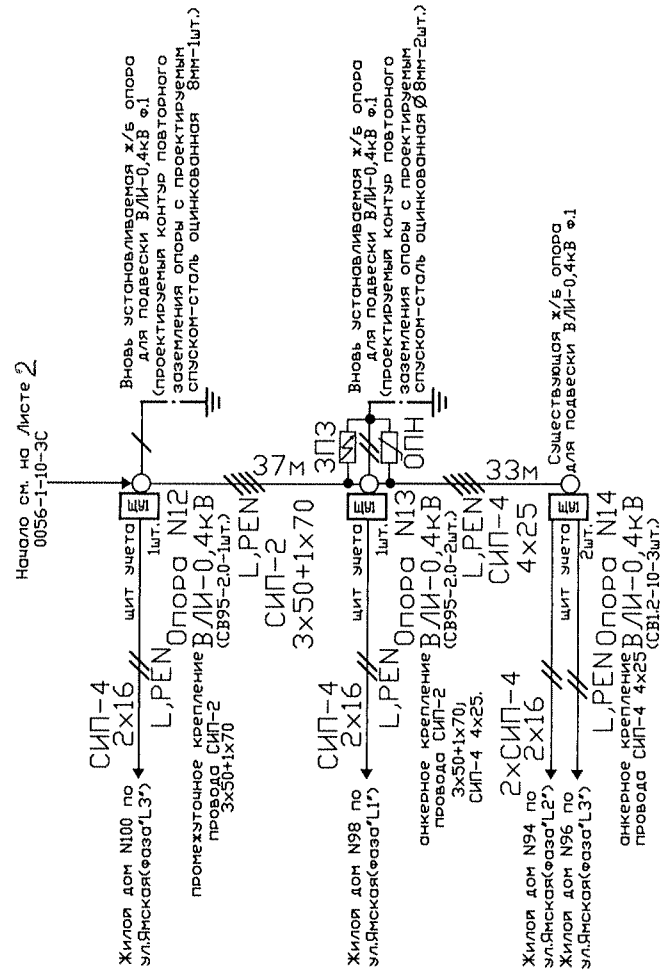 Начало см. на Листе 2
0056-1-10-ЭС
Вновь устанавливаемая ж/б опора
для подвески ВЛИ-0,4кВ ф.1
(проектируемый контур повторного
заземления опоры с проектируемым
спуском-сталь оцинкованная 8мм-1шт.)
щит учета
1шт.
СИП-4
2х16
L,PEN
Жилой дом N100 по
ул.Ямская(фаза"L3")
Опора N12
ВЛИ-0,4кВ
(СВ95-2.0-1шт.)
промежуточное крепление
провода СИП-2
3х50+1х70
37м
L,PEN
СИП-2
3х50+1х70
ЗПЗ
ОПН
Вновь устанавливаемая ж/б опора
для подвески ВЛИ-0,4кВ ф.1
(проектируемый контур повторного
заземления опоры с проектируемым
спуском-сталь оцинкованная Ø8мм-2шт.)
щит учета
1шт.
СИП-4
2х16
L,PEN
Жилой дом N98 по
ул.Ямская(фаза"L1")
Опора N13
ВЛИ-0,4кВ
(СВ95-2.0-2шт.)
анкерное крепление
провода СИП-2
3х50+1х70;
СИП-4 4х25.
33м
L,PEN
СИП-4
4х25
Существующая ж/б опора
для подвески ВЛИ-0,4кВ ф.1
щит учета
2шт.
2хСИП-4
2х16
L,PEN
Жилой дом N94 по
ул.Ямская(фаза"L2")
Жилой дом N96 по
ул.Ямская(фаза"L3")
Опора N14
ВЛИ-0,4кВ
(СВ1.2-10-3шт.)
анкерное крепление
провода СИП-4 4х25